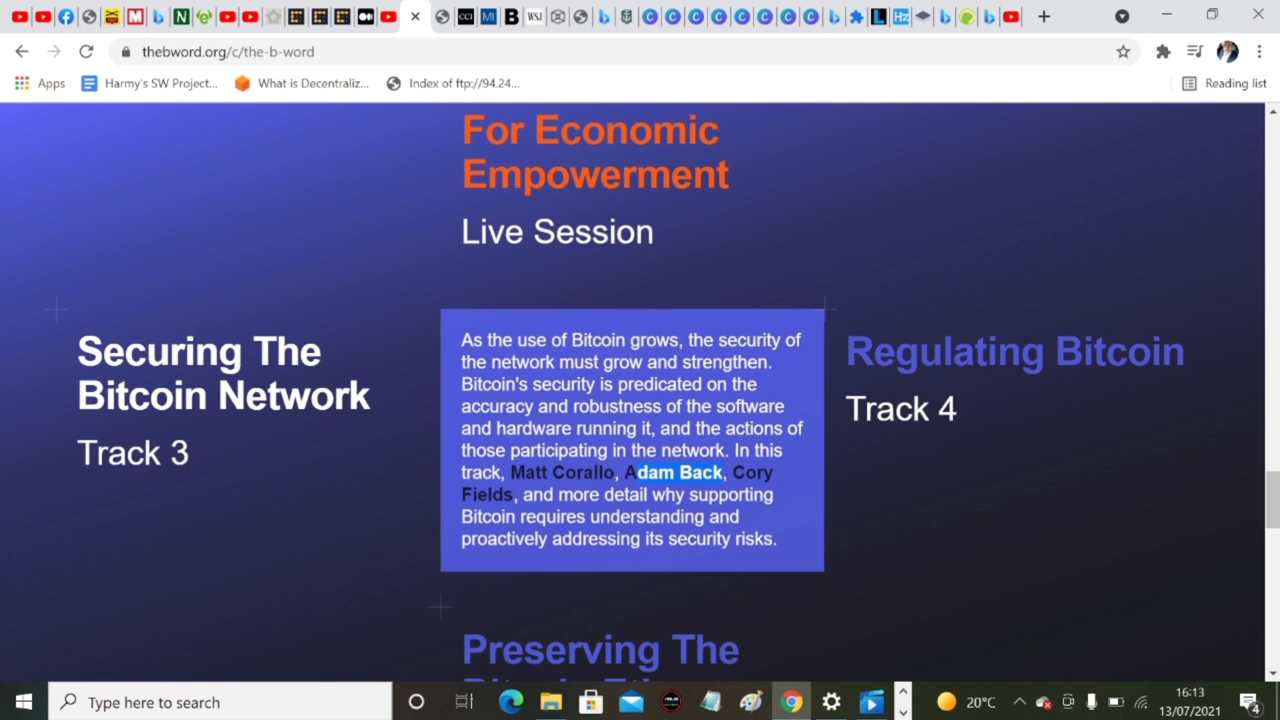 CCI
MI
B
WSJ
L
Hz
thebword.org/c/the-b-word
Apps
Harmy's SW Project...
What is Decentraliz...
Index of ftp://94.24...
Reading list
For Economic
Empowerment
Live Session
Securing The
Bitcoin Network
Track 3
As the use of Bitcoin grows, the security of
the network must grow and strengthen.
Bitcoin's security is predicated on the
accuracy and robustness of the software
and hardware running it, and the actions of
those participating in the network. In this
track, Matt Corallo, Adam Back, Cory
Fields, and more detail why supporting
Bitcoin requires understanding and
proactively addressing its security risks.
Regulating Bitcoin
Track 4
Preserving The
Type here to search
20°C
16:13
13/07/2021
4